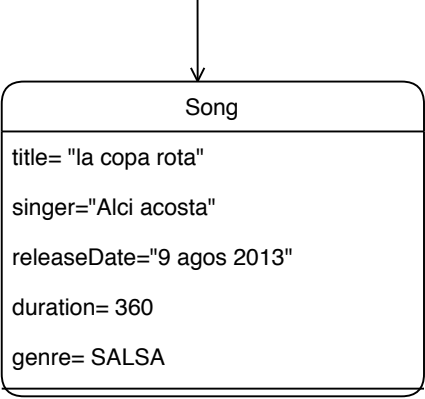 Song
title= "la copa rota"
singer="Alci acosta"
releaseDate="9 agos 2013"
duration= 360
genre= SALSA